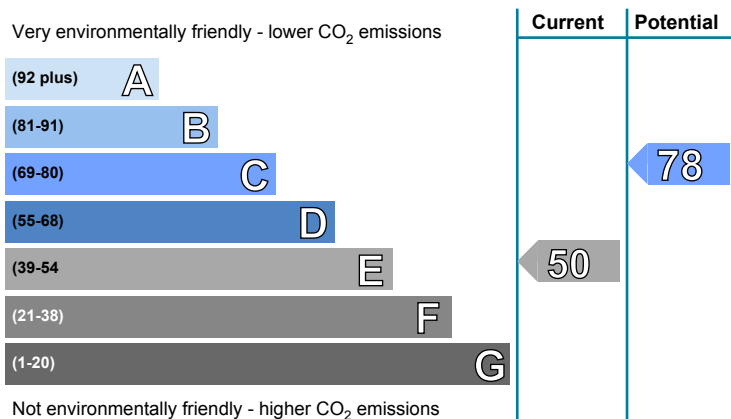 Very environmentally friendly - lower CO₂ emissions
Current Potential
(92 plus) A
(81-91) B
(69-80) C
78
(55-68) D
(39-54 E
50
(21-38) F
(1-20) G
Not environmentally friendly - higher CO₂ emissions